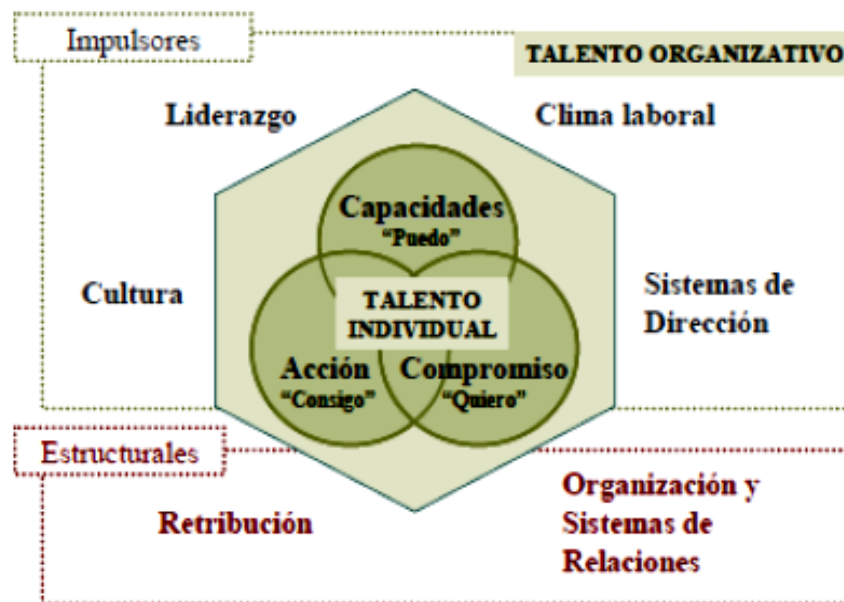 Impulsores
TALENTO ORGANIZATIVO
Liderazgo
Clima laboral
Capacidades
“Puedo”
Cultura
Sistemas de
Dirección
TALENTO
INDIVIDUAL
Acción
“Consigo”
Compromiso
“Quiero”
Estructurales
Retribución
Organización y
Sistemas de
Relaciones